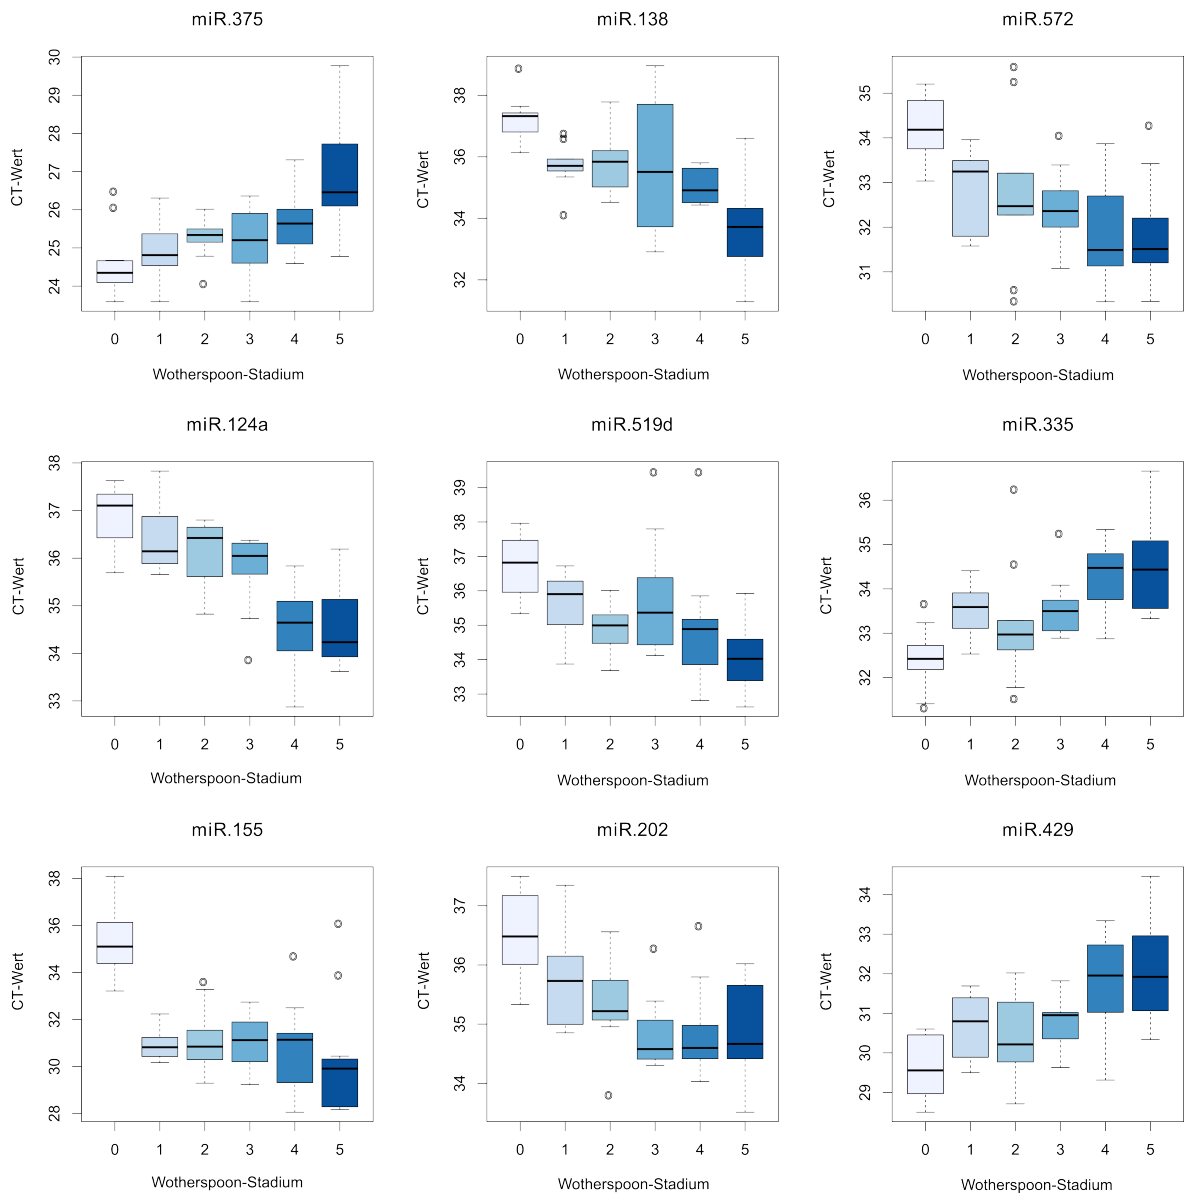 miR.375
miR.138
miR.572
CT-Wert
30
29
28
27
26
25
24
0 1 2 3 4 5
Wotherspoon-Stadium
CT-Wert
38
36
34
32
0 1 2 3 4 5
Wotherspoon-Stadium
CT-Wert
35
34
33
32
31
0 1 2 3 4 5
Wotherspoon-Stadium
miR.124a
miR.519d
miR.335
CT-Wert
38
37
36
35
34
33
0 1 2 3 4 5
Wotherspoon-Stadium
CT-Wert
39
38
37
36
35
34
33
0 1 2 3 4 5
Wotherspoon-Stadium
CT-Wert
36
35
34
33
32
0 1 2 3 4 5
Wotherspoon-Stadium
miR.155
miR.202
miR.429
CT-Wert
38
36
34
32
30
28
0 1 2 3 4 5
Wotherspoon-Stadium
CT-Wert
37
36
35
34
0 1 2 3 4 5
Wotherspoon-Stadium
CT-Wert
34
33
32
31
30
29
0 1 2 3 4 5
Wotherspoon-Stadium